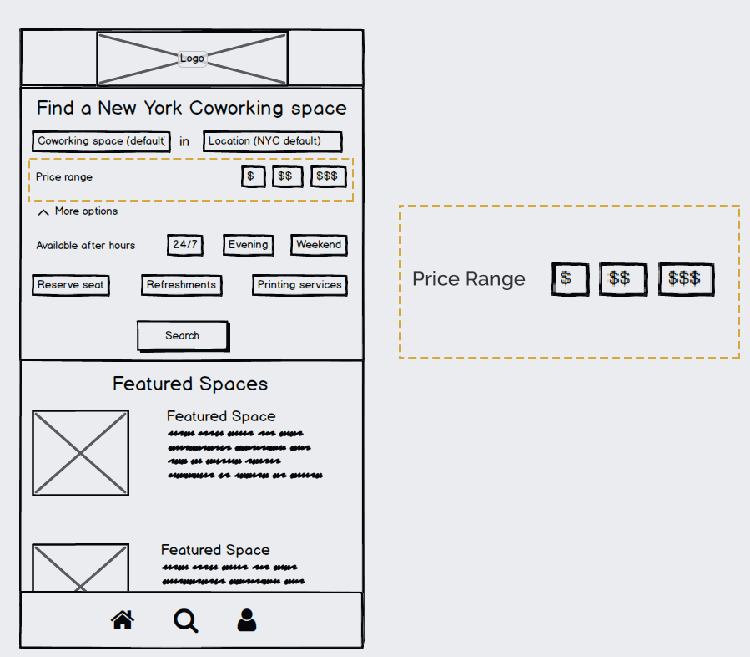 Logo
Find a New York Coworking space
Coworking space (default in Location (NYC default)
Price range $ $$ $$$
More options
Available after hours 24/7 Evening Weekend
Reserve seat Refreshments Printing services
Search
Featured Spaces
Featured Space
Featured Space
Price Range $ $$ $$$